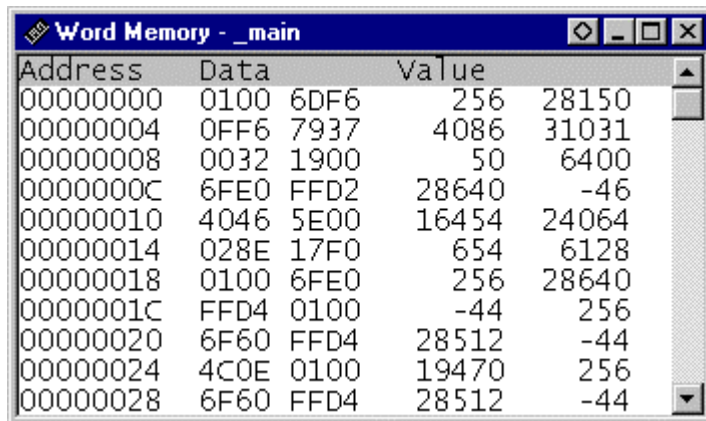 Word Memory - _main
Address Data Value
00000000 0100 6DF6 256 28150
00000004 0FF6 7937 4086 31031
00000008 0032 1900 50 6400
0000000C 6FE0 FFD2 28640 -46
00000010 4046 5E00 16454 24064
00000014 028E 17F0 654 6128
00000018 0100 6FE0 256 28640
0000001C FFD4 0100 -44 256
00000020 6F60 FFD4 28512 -44
00000024 4C0E 0100 19470 256
00000028 6F60 FFD4 28512 -44